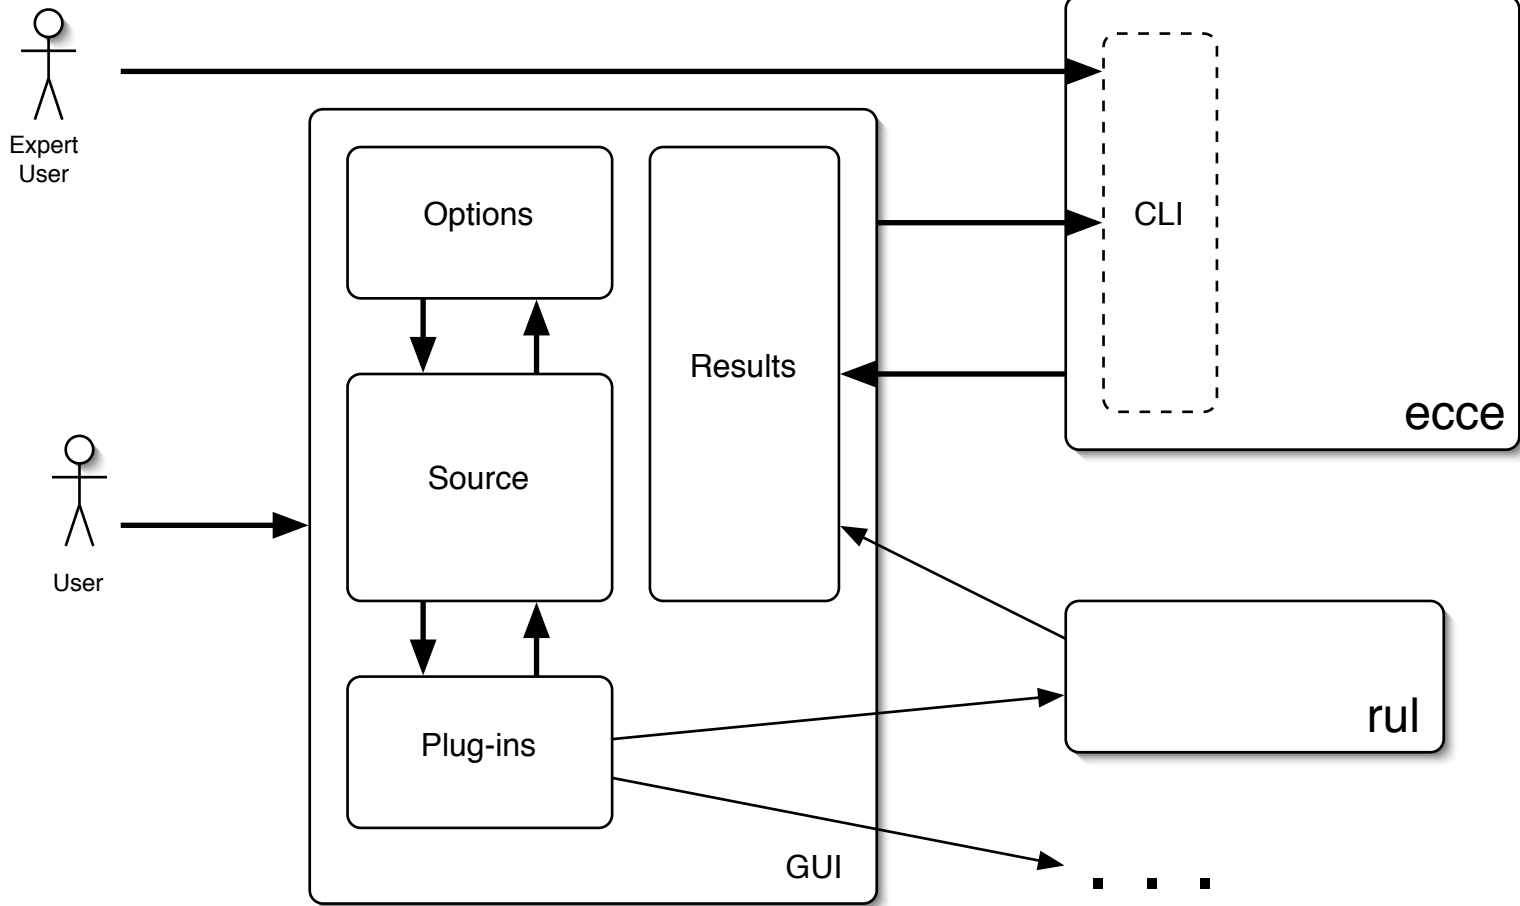 Expert
User
Options
CLI
Results
ecce
Source
User
rul
Plug-ins
GUI
. . .